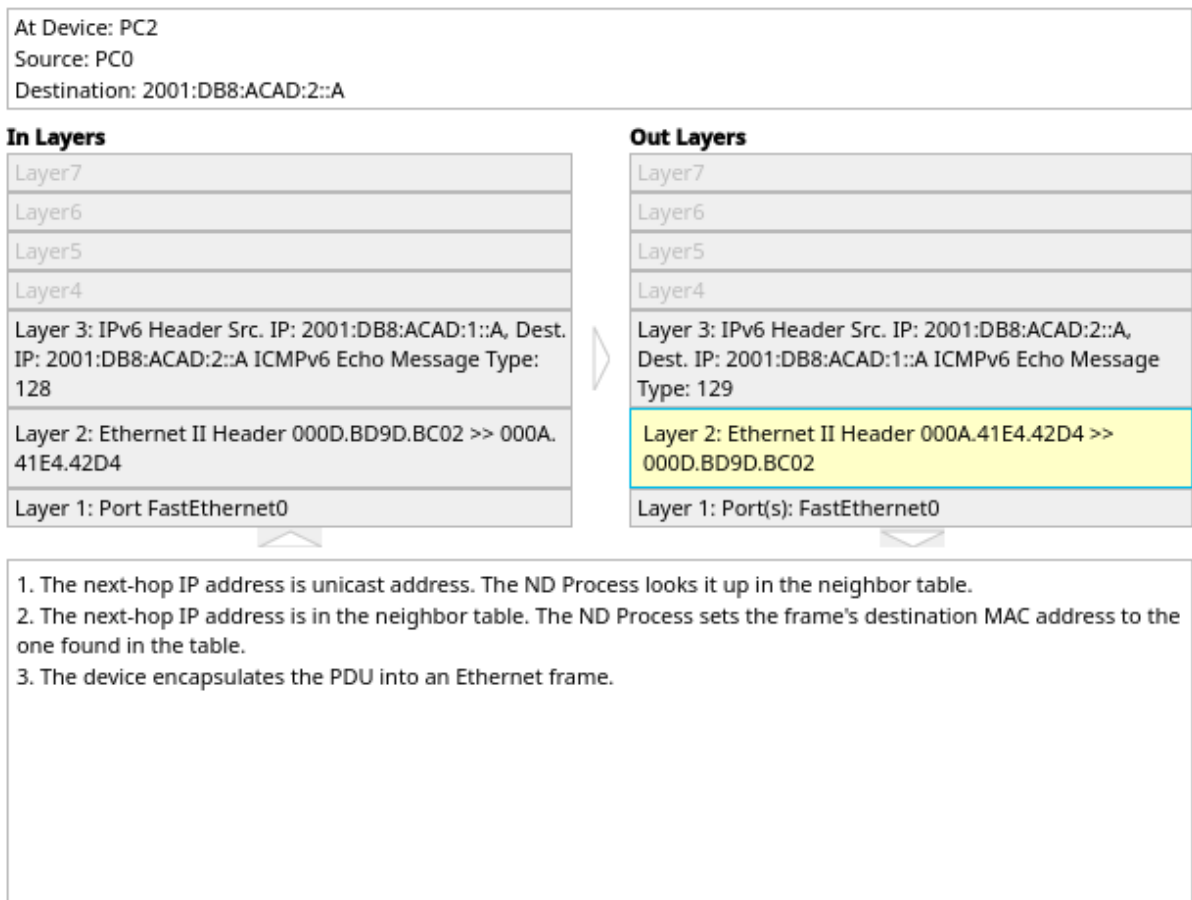 At Device: PC2
Source: PC0
Destination: 2001:DB8:ACAD:2::A
In Layers
Layer7
Layer6
Layer5
Layer4
Layer 3: IPv6 Header Src. IP: 2001:DB8:ACAD:1::A, Dest.
IP: 2001:DB8:ACAD:2::A ICMPv6 Echo Message Type:
128
Layer 2: Ethernet II Header 000D.BD9D.BC02 >> 000A.
41E4.42D4
Layer 1: Port FastEthernet0
Out Layers
Layer7
Layer6
Layer5
Layer4
Layer 3: IPv6 Header Src. IP: 2001:DB8:ACAD:2::A,
Dest. IP: 2001:DB8:ACAD:1::A ICMPv6 Echo Message
Type: 129
Layer 2: Ethernet II Header 000A.41E4.42D4 >>
000D.BD9D.BC02
Layer 1: Port(s): FastEthernet0
1. The next-hop IP address is unicast address. The ND Process looks it up in the neighbor table.
2. The next-hop IP address is in the neighbor table. The ND Process sets the frame's destination MAC address to the
one found in the table.
3. The device encapsulates the PDU into an Ethernet frame.